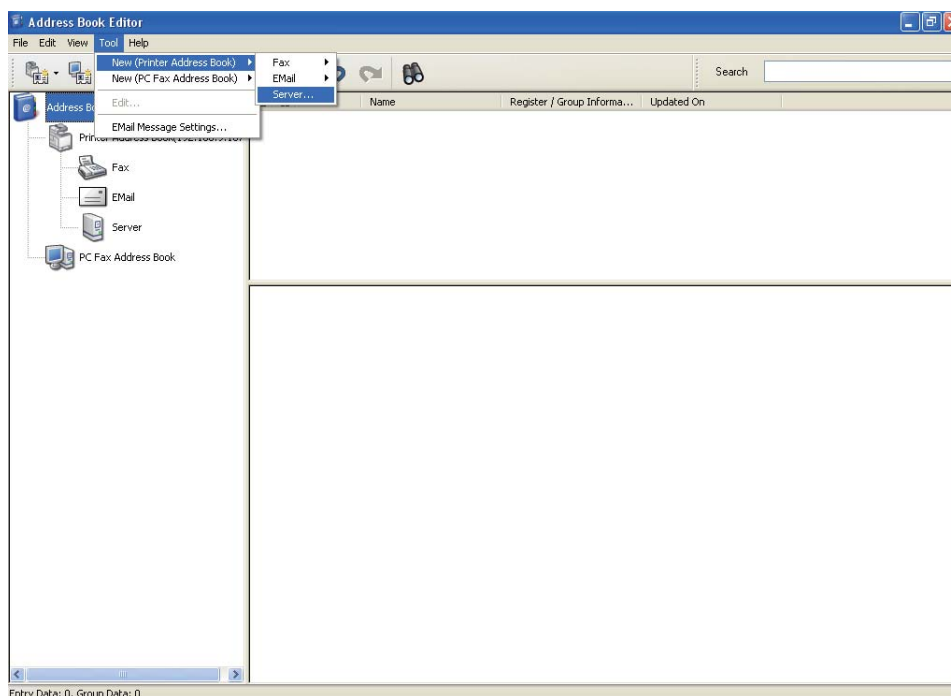 Address Book Editor
File Edit View Tool Help
New (Printer Address Book) Fax
New (PC Fax Address Book) EMail
Edit... Server...
EMail Message Settings...
Search
Name Register / Group Informa... Updated On
Address
Fax
EMail
Server
PC Fax Address Book
Entry Data: 0, Group Data: 0